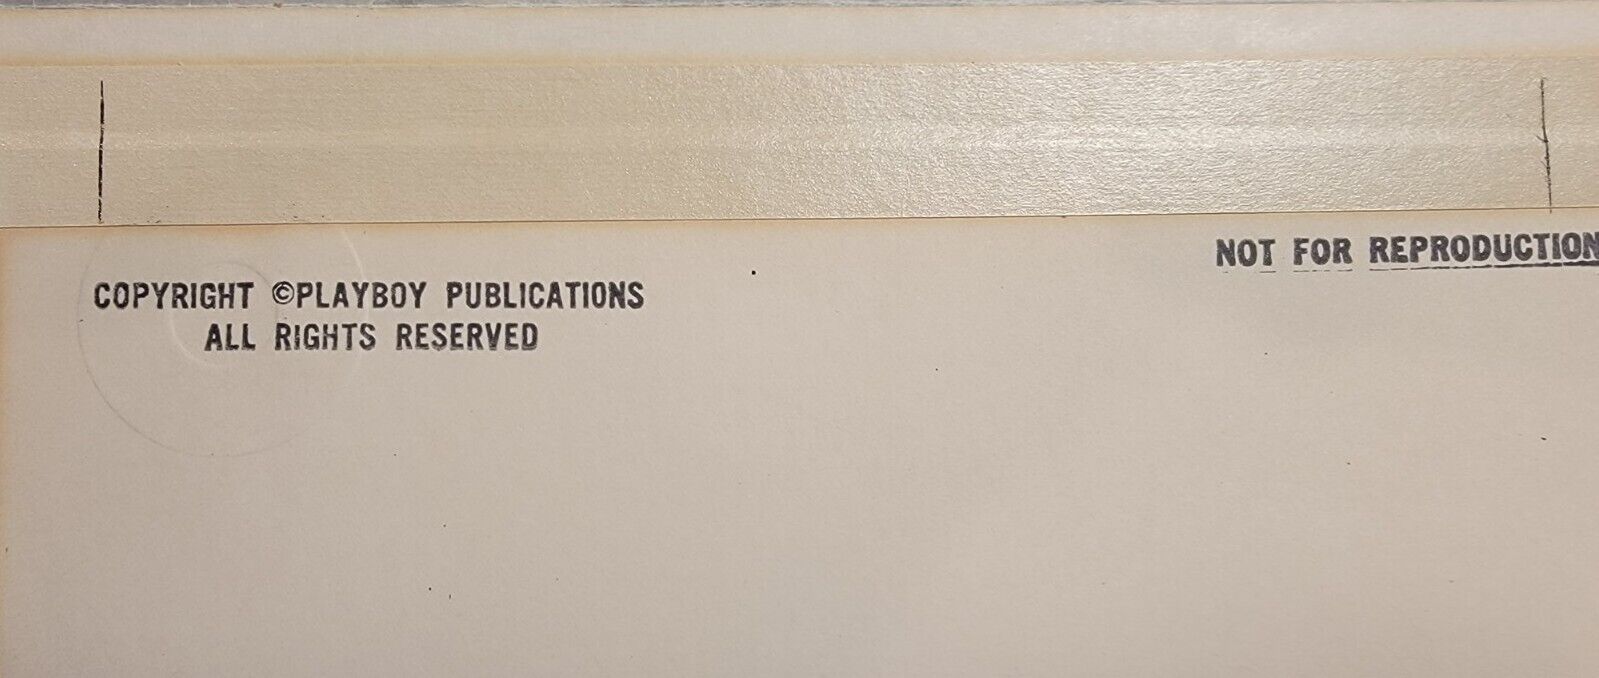 NOT FOR REPRODUCTION
COPYRIGHT ©PLAYBOY PUBLICATIONS
ALL RIGHTS RESERVED